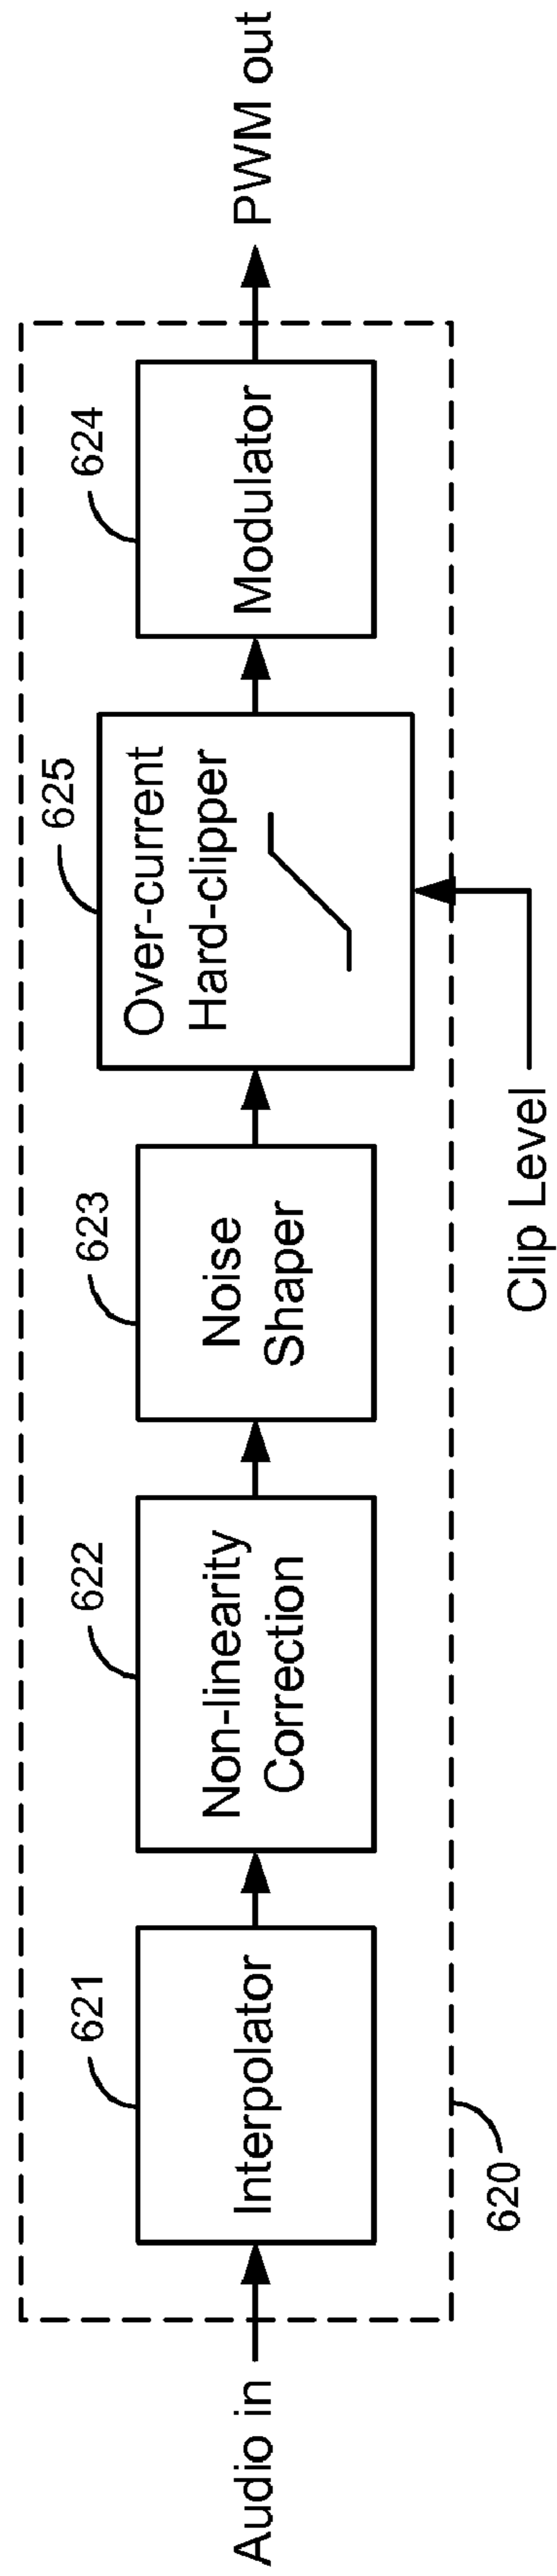 Audio in
621
Interpolator
622
Non-linearity
Correction
623
Noise
Shaper
625
Over-current
Hard-clipper
624
Modulator
PWM out
Clip Level
620